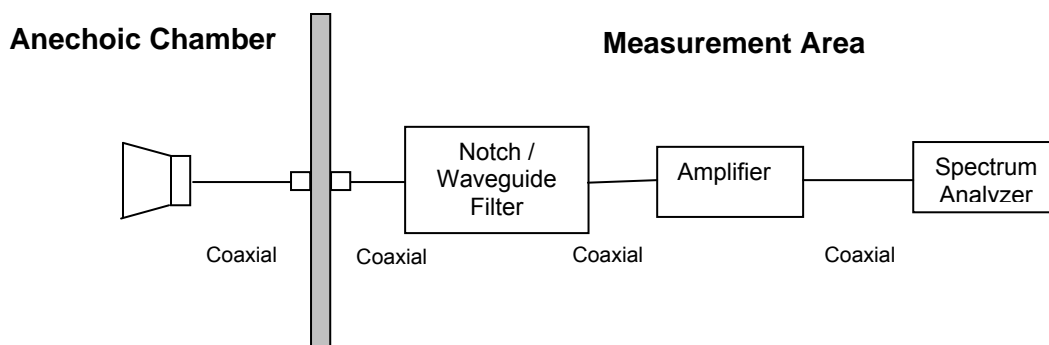 Anechoic Chamber
Measurement Area
Notch /
Waveguide
Filter
Amplifier
Spectrum
Analyzer
Coaxial
Coaxial
Coaxial
Coaxial